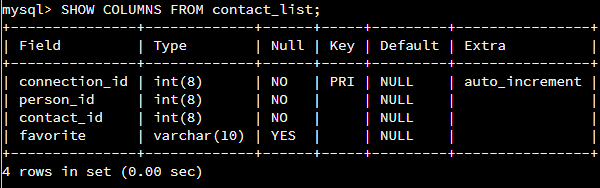 mysql> SHOW COLUMNS FROM contact_list;
+---------------+-------------+------+-----+---------+----------------+
| Field         | Type        | Null | Key | Default | Extra          |
+---------------+-------------+------+-----+---------+----------------+
| connection_id | int(8)      | NO   | PRI | NULL    | auto_increment |
| person_id     | int(8)      | NO   |     | NULL    |                |
| contact_id    | int(8)      | NO   |     | NULL    |                |
| favorite      | varchar(10) | YES  |     | NULL    |                |
+---------------+-------------+------+-----+---------+----------------+
4 rows in set (0.00 sec)